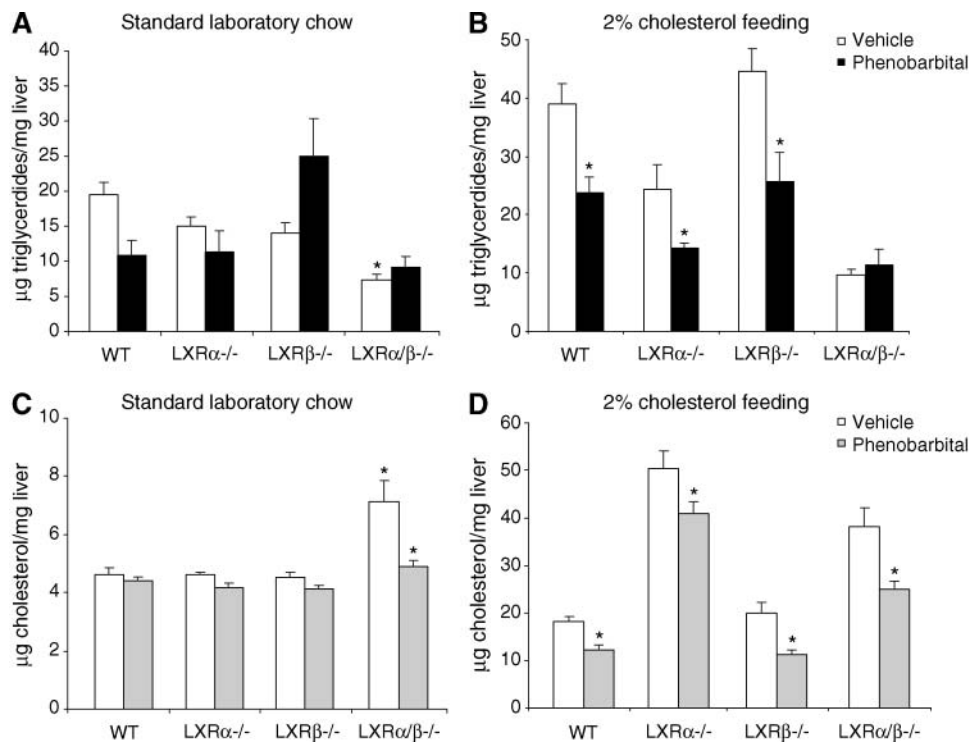 A
Standard laboratory chow
µg triglycerdides/mg liver
40
35
30
25
20
15
10
5
0
*
WT
LXRα-/-
LXRβ-/-
LXRα/β-/-
B
2% cholesterol feeding
Vehicle
Phenobarbital
µg triglycerdides/mg liver
50
40
30
20
10
0
*
*
*
WT
LXRα-/-
LXRβ-/-
LXRα/β-/-
C
Standard laboratory chow
µg cholesterol/mg liver
10
8
6
4
2
0
*
*
WT
LXRα-/-
LXRβ-/-
LXRα/β-/-
D
2% cholesterol feeding
Vehicle
Phenobarbital
µg cholesterol/mg liver
60
50
40
30
20
10
0
*
*
*
*
WT
LXRα-/-
LXRβ-/-
LXRα/β-/-